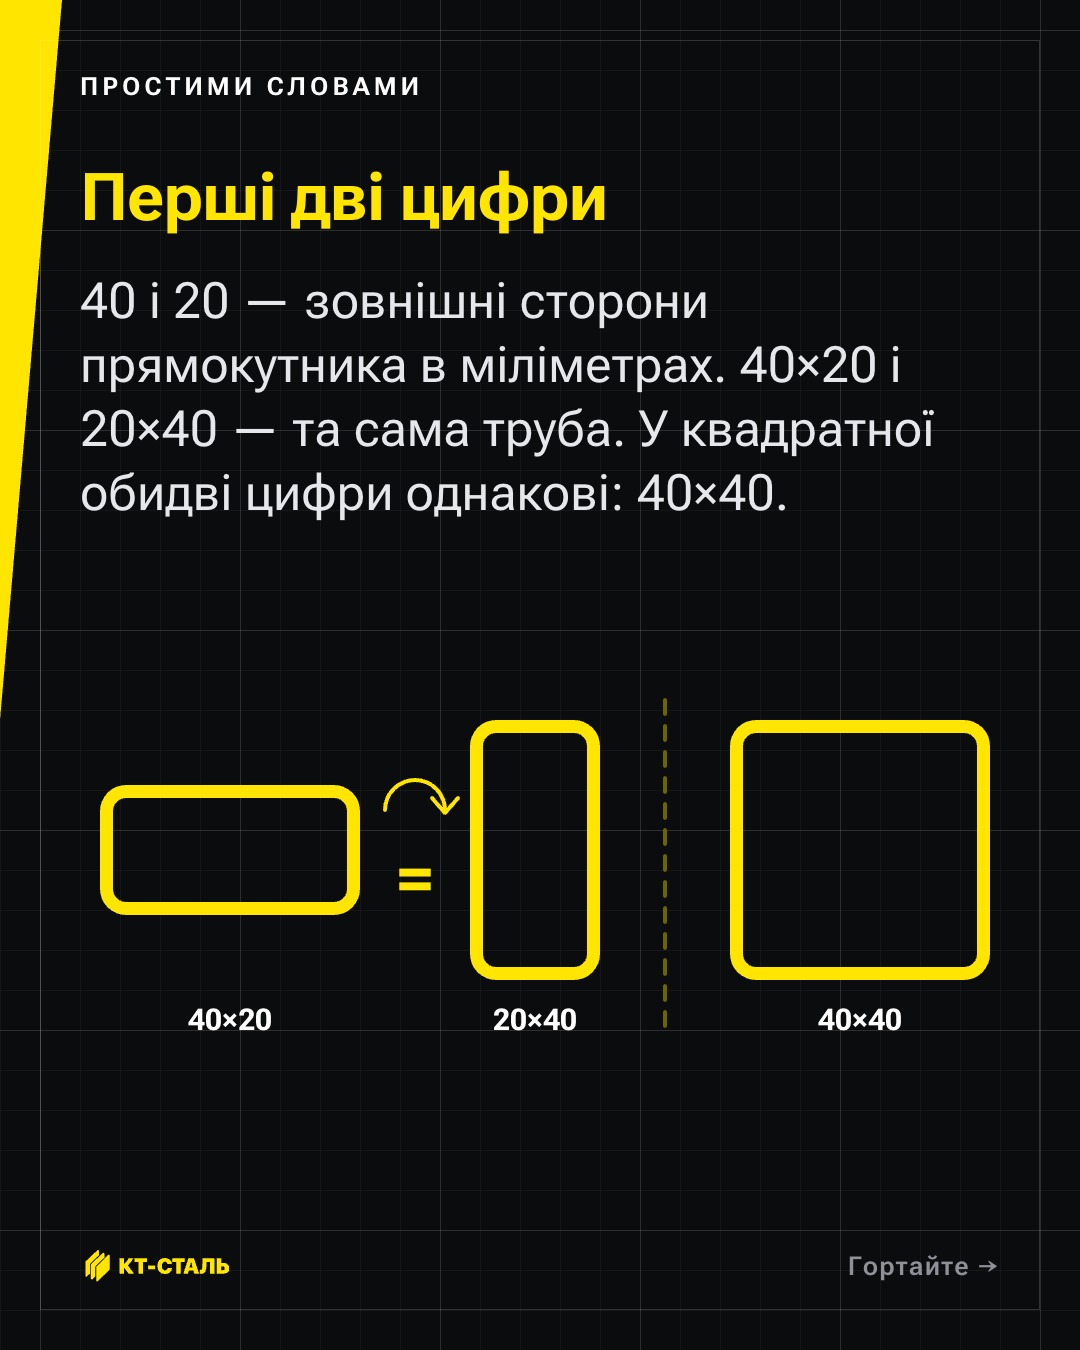 ПРОСТИМИ СЛОВАМИ
Перші дві цифри
40 і 20 — зовнішні сторони
прямокутника в міліметрах. 40×20 і
20×40 — та сама труба. У квадратної
обидві цифри однакові: 40×40.
=
40×20 20×40 40×40
КТ-СТАЛЬ Гортайте →